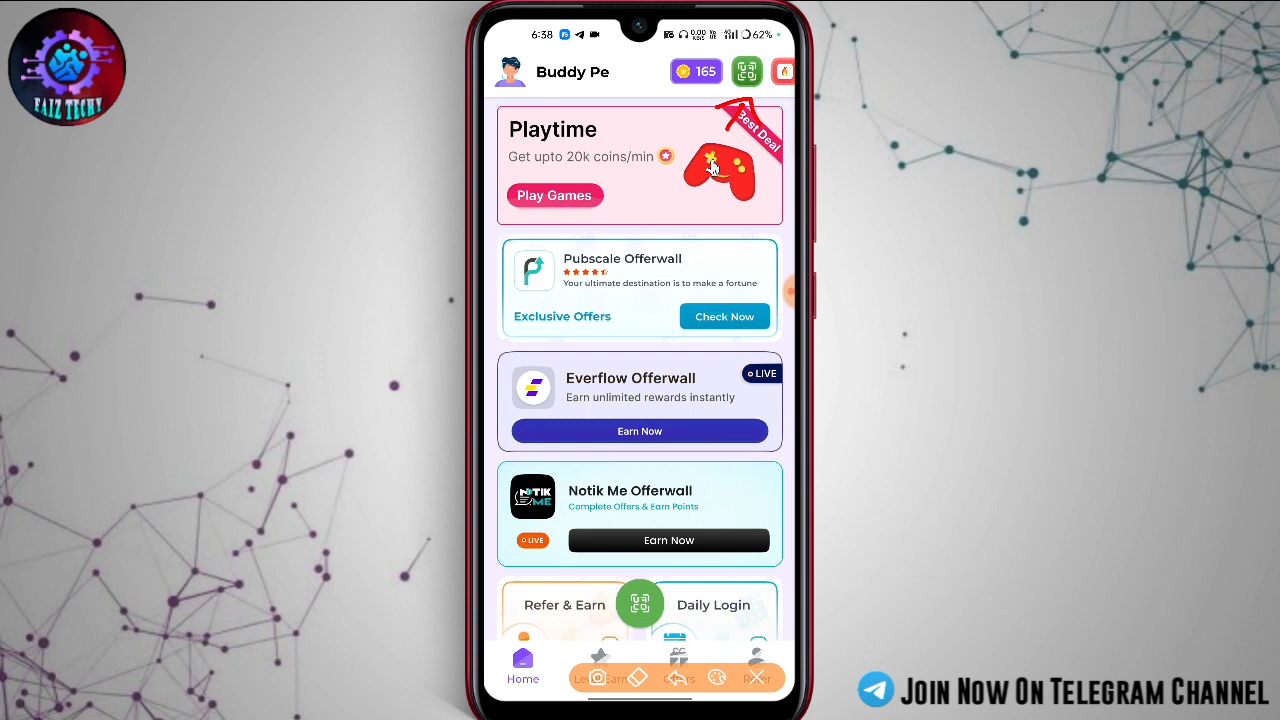 FAIZ TECHY
6:38
62%
Buddy Pe
165
Playtime
Best Deal
Get upto 20k coins/min
Play Games
Pubscale Offerwall
Your ultimate destination is to make a fortune
Exclusive Offers
Check Now
Everflow Offerwall
LIVE
Earn unlimited rewards instantly
Earn Now
NOTIK ME
Notik Me Offerwall
Complete Offers & Earn Points
LIVE
Earn Now
Refer & Earn
Daily Login
Home
JOIN NOW ON TELEGRAM CHANNEL